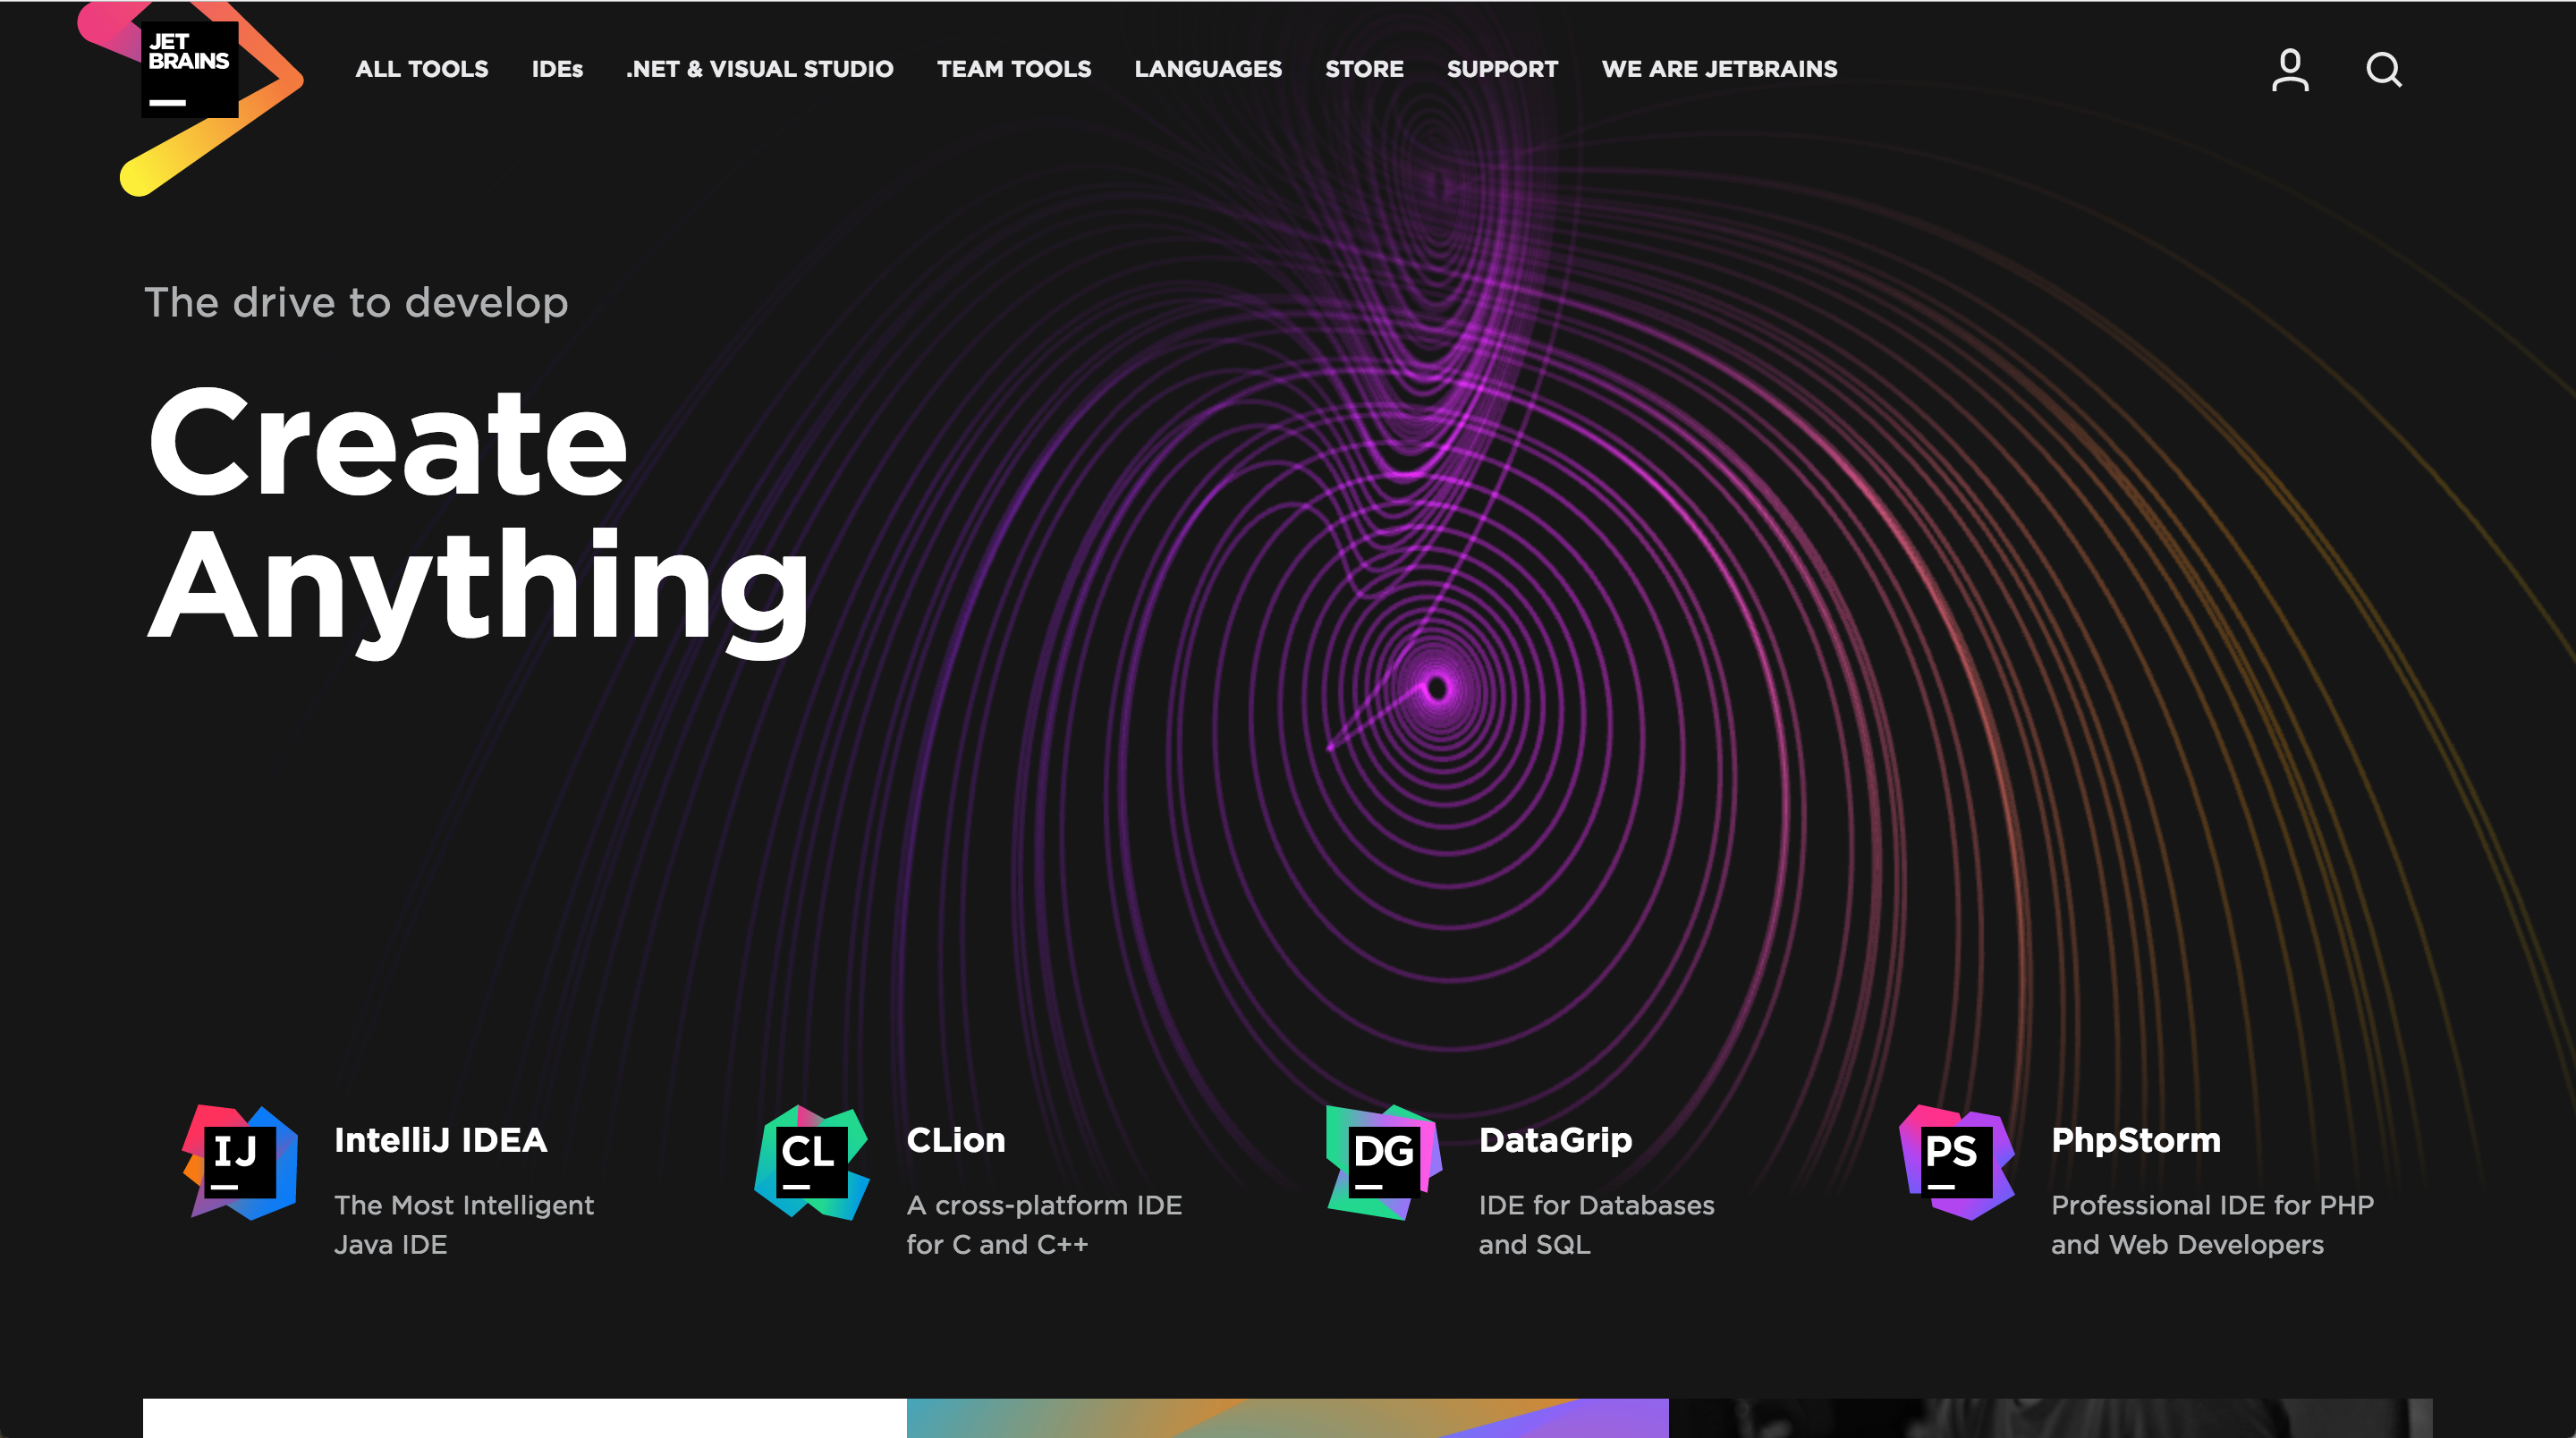 JET
BRAINS
ALL TOOLS
IDEs
.NET & VISUAL STUDIO
TEAM TOOLS
LANGUAGES
STORE
SUPPORT
WE ARE JETBRAINS
The drive to develop
Create
Anything
IJ
IntelliJ IDEA
The Most Intelligent
Java IDE
CL
CLion
A cross-platform IDE
for C and C++
DG
DataGrip
IDE for Databases
and SQL
PS
PhpStorm
Professional IDE for PHP
and Web Developers